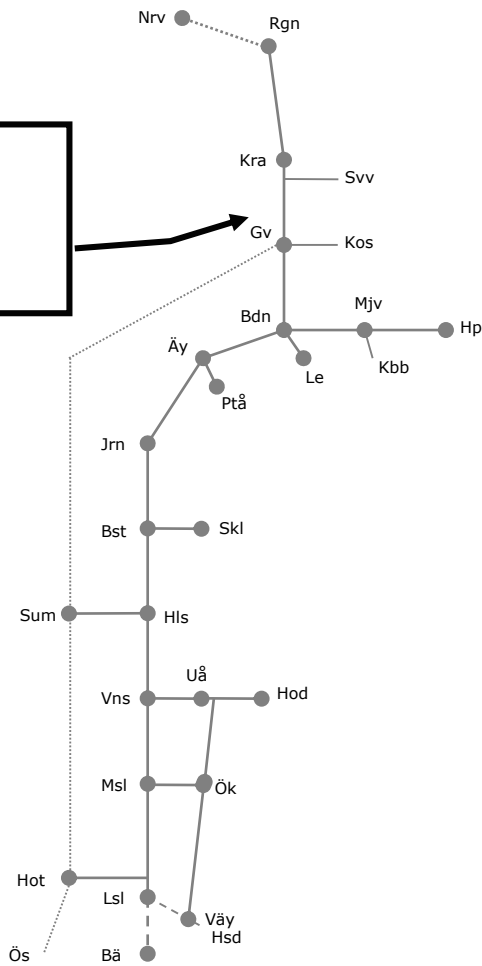 Nrv
Rgn
Kra
Svv
Gv
Kos
Bdn
Mjv
Hp
Äy
Le
Kbb
Ptå
Jrn
Bst
Skl
Sum
Hls
Uå
Vns
Hod
Msl
Ök
Hot
Lsl
Väy
Hsd
Ös
Bä